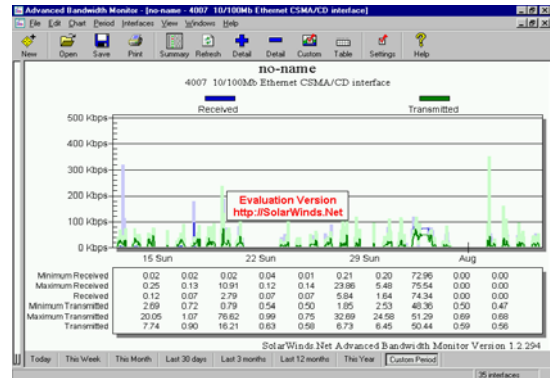 Advanced Bandwidth Monitor - [no-name - 4007 10/100Mb Ethernet CSMA/CD interface]
File Edit Chart Period Interfaces View Windows Help
New Open Save Print Summary Refresh Detail Detail Custom Table Settings Help
no-name
4007 10/100Mb Ethernet CSMA/CD interface
Received Transmitted
500 Kbps
400 Kbps
300 Kbps
200 Kbps
100 Kbps
0 Kbps
Evaluation Version
http://SolarWinds.Net
15 Sun 22 Sun 29 Sun Aug
Minimum Received 0.02 0.02 0.02 0.04 0.01 0.21 0.20 72.96 0.00 0.00
Maximum Received 0.25 0.13 10.91 0.12 0.14 23.86 5.48 75.54 0.00 0.00
Received 0.12 0.07 2.79 0.07 0.07 5.84 1.64 74.34 0.00 0.00
Minimum Transmitted 2.69 0.72 0.79 0.54 0.50 1.85 2.53 48.36 0.50 0.47
Maximum Transmitted 20.05 1.07 76.62 0.99 0.75 32.69 24.58 51.29 0.69 0.68
Transmitted 7.74 0.90 16.21 0.63 0.58 6.73 6.45 50.44 0.59 0.56
SolarWinds.Net Advanced Bandwidth Monitor Version 1.2.294
Today This Week This Month Last 30 days Last 3 months Last 12 months This Year Custom Period
35 interfaces